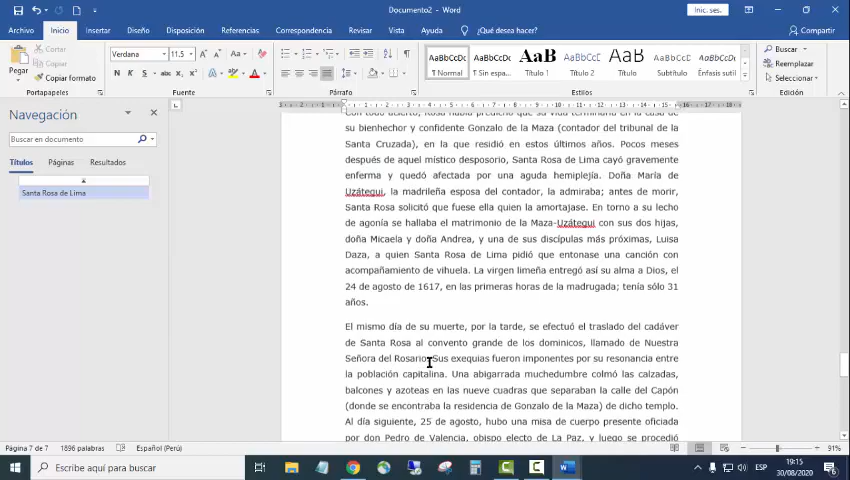 Documento2 - Word
Inic. ses.
Archivo Inicio Insertar Diseño Disposición Referencias Correspondencia Revisar Vista Ayuda ¿Qué desea hacer? Compartir
Pegar
Cortar
Copiar
Copiar formato
Portapapeles
Verdana 11.5
Aa
N K S abc x₂ x²
Fuente
Párrafo
AaBbCcDc AaBbCcDc AaB AaBbCcC AaB AaBbCcD AaBbCcDc
¶ Normal ¶ Sin espa... Título 1 Título 2 Título Subtítulo Énfasis sutil
Estilos
Buscar
Reemplazar
Seleccionar
Edición
Navegación
Buscar en documento
Títulos Páginas Resultados
Santa Rosa de Lima
Con todo acierto, Rosa había predicho que su vida terminaría en la casa de
su bienhechor y confidente Gonzalo de la Maza (contador del tribunal de la
Santa Cruzada), en la que residió en estos últimos años. Pocos meses
después de aquel místico desposorio, Santa Rosa de Lima cayó gravemente
enferma y quedó afectada por una aguda hemiplejía. Doña María de
Uzátegui, la madrileña esposa del contador, la admiraba; antes de morir,
Santa Rosa solicitó que fuese ella quien la amortajase. En torno a su lecho
de agonía se hallaba el matrimonio de la Maza-Uzátegui con sus dos hijas,
doña Micaela y doña Andrea, y una de sus discípulas más próximas, Luisa
Daza, a quien Santa Rosa de Lima pidió que entonase una canción con
acompañamiento de vihuela. La virgen limeña entregó así su alma a Dios, el
24 de agosto de 1617, en las primeras horas de la madrugada; tenía sólo 31
años.
El mismo día de su muerte, por la tarde, se efectuó el traslado del cadáver
de Santa Rosa al convento grande de los dominicos, llamado de Nuestra
Señora del Rosario. Sus exequias fueron imponentes por su resonancia entre
la población capitalina. Una abigarrada muchedumbre colmó las calzadas,
balcones y azoteas en las nueve cuadras que separaban la calle del Capón
(donde se encontraba la residencia de Gonzalo de la Maza) de dicho templo.
Al día siguiente, 25 de agosto, hubo una misa de cuerpo presente oficiada
por don Pedro de Valencia, obispo electo de La Paz, y luego se procedió
Página 7 de 7 1896 palabras Español (Perú) 91%
Escribe aquí para buscar
ESP
19:15
30/08/2020